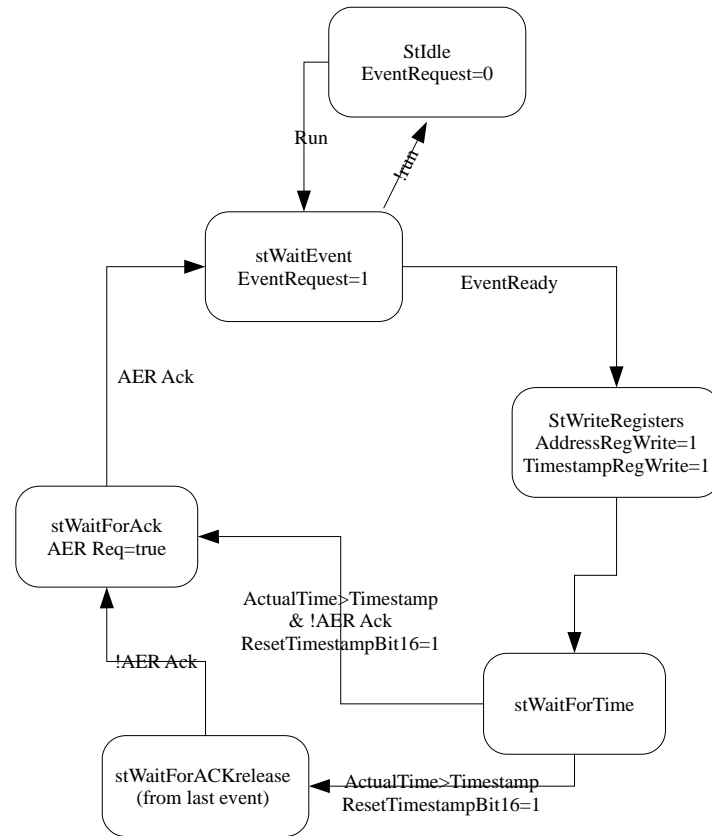 StIdle
EventRequest=0
Run
!run
stWaitEvent
EventRequest=1
EventReady
AER Ack
StWriteRegisters
AddressRegWrite=1
TimestampRegWrite=1
stWaitForAck
AER Req=true
ActualTime>Timestamp
& !AER Ack
ResetTimestampBit16=1
!AER Ack
stWaitForTime
stWaitForACKrelease
(from last event)
ActualTime>Timestamp
ResetTimestampBit16=1